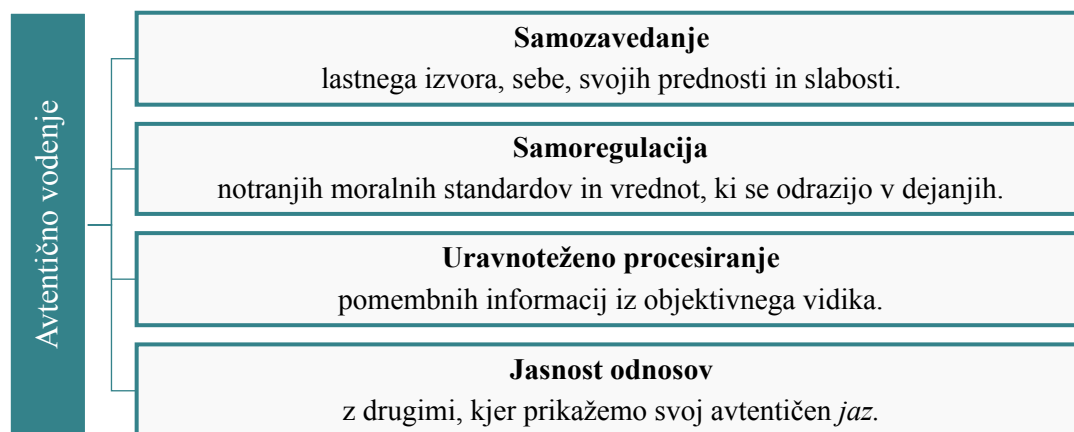 Avtentično vodenje
Samozavedanje
lastnega izvora, sebe, svojih prednosti in slabosti.
Samoregulacija
notranjih moralnih standardov in vrednot, ki se odrazijo v dejanjih.
Uravnoteženo procesiranje
pomembnih informacij iz objektivnega vidika.
Jasnost odnosov
z drugimi, kjer prikažemo svoj avtentičen jaz.